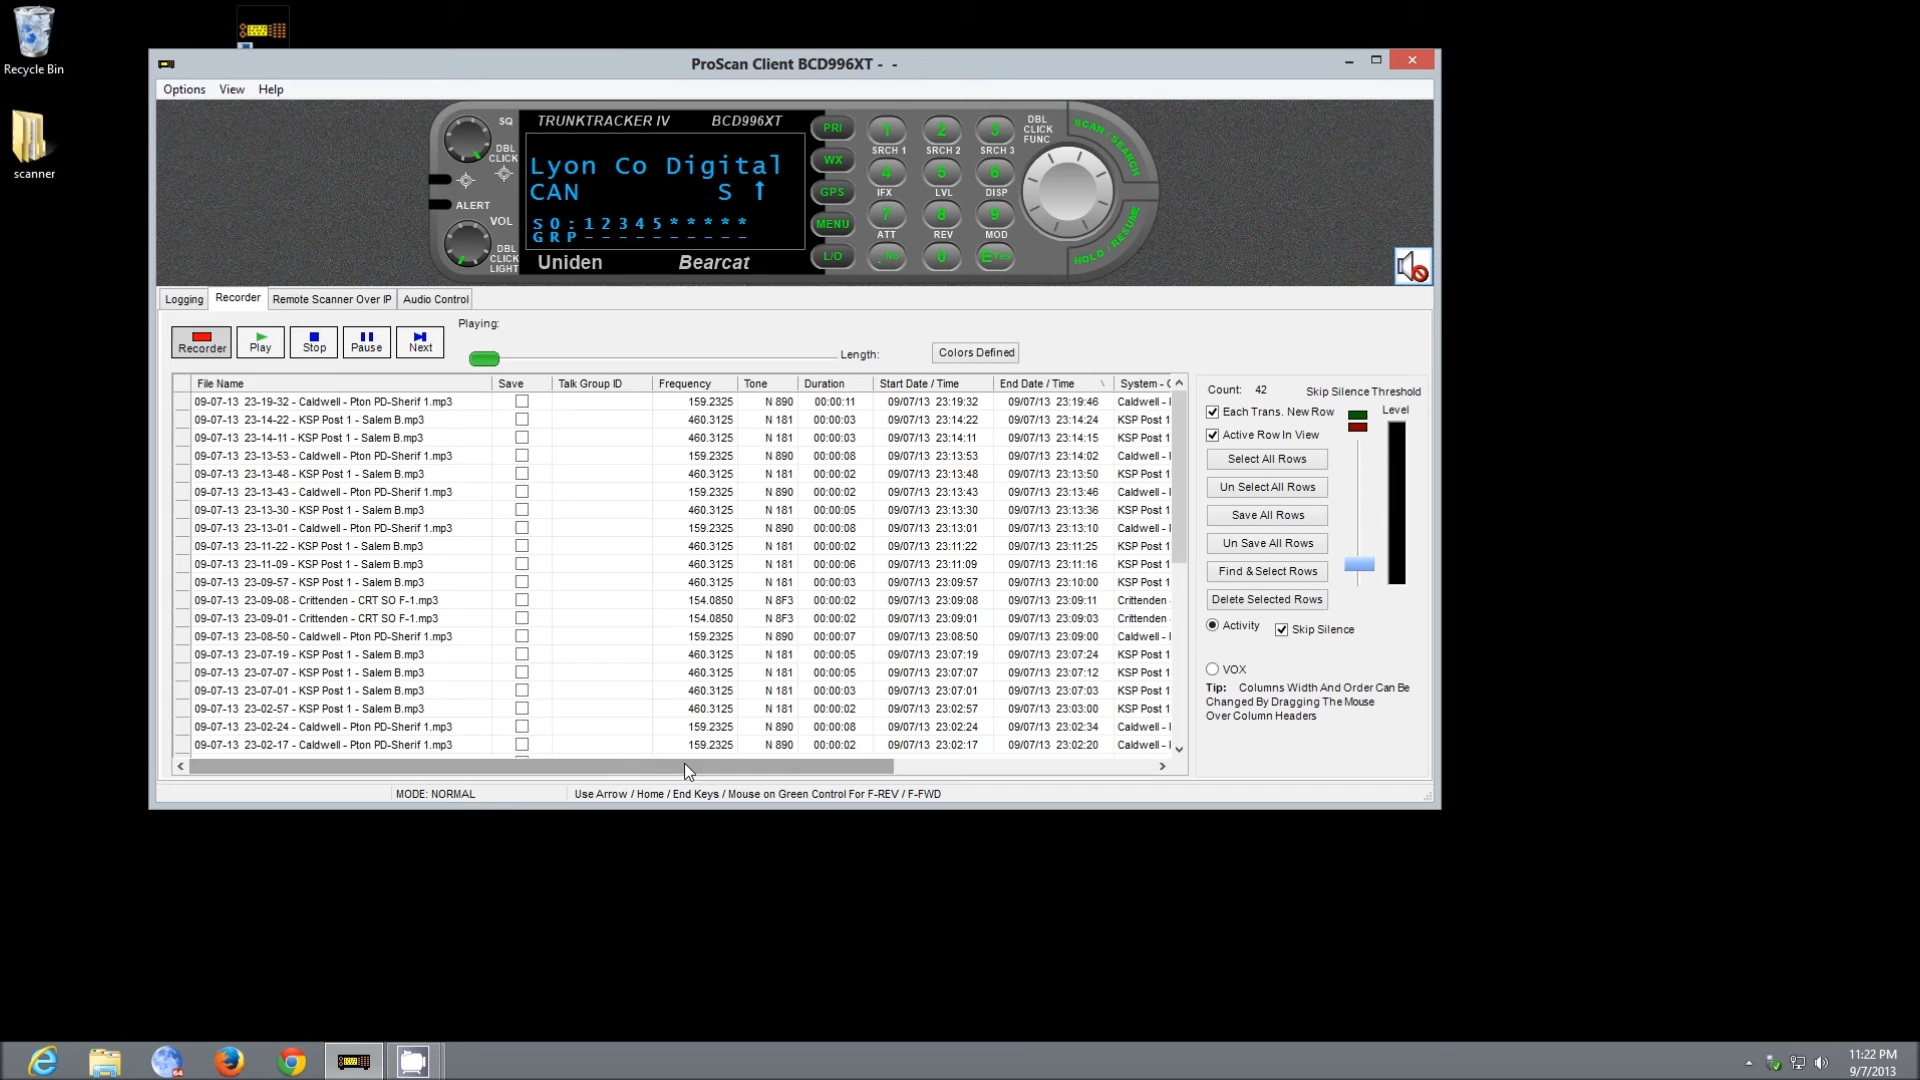 Recycle Bin
scanner
ProScan Client BCD996XT - -
Options View Help
SQ TRUNKTRACKER IV BCD996XT
DBL CLICK
ALERT
VOL
DBL CLICK LIGHT
Lyon Co Digital
CAN S ↑
S0:12345*****
GRP----------
Uniden Bearcat
PRI 1 2 3
SRCH 1 SRCH 2 SRCH 3
WX 4 5 6
IFX LVL DISP
GPS 7 8 9
MENU ATT REV MOD
L/O .No 0 E Yes
DBL CLICK FUNC
SCAN / SEARCH
HOLD / RESUME
Logging Recorder Remote Scanner Over IP Audio Control
Recorder Play Stop Pause Next
Playing:
Length:
Colors Defined
File Name Save Talk Group ID Frequency Tone Duration Start Date / Time End Date / Time \ System - C
09-07-13 23-19-32 - Caldwell - Pton PD-Sherif 1.mp3 159.2325 N 890 00:00:11 09/07/13 23:19:32 09/07/13 23:19:46 Caldwell - I
09-07-13 23-14-22 - KSP Post 1 - Salem B.mp3 460.3125 N 181 00:00:03 09/07/13 23:14:22 09/07/13 23:14:24 KSP Post 1
09-07-13 23-14-11 - KSP Post 1 - Salem B.mp3 460.3125 N 181 00:00:03 09/07/13 23:14:11 09/07/13 23:14:15 KSP Post 1
09-07-13 23-13-53 - Caldwell - Pton PD-Sherif 1.mp3 159.2325 N 890 00:00:08 09/07/13 23:13:53 09/07/13 23:14:02 Caldwell - I
09-07-13 23-13-48 - KSP Post 1 - Salem B.mp3 460.3125 N 181 00:00:02 09/07/13 23:13:48 09/07/13 23:13:50 KSP Post 1
09-07-13 23-13-43 - Caldwell - Pton PD-Sherif 1.mp3 159.2325 N 890 00:00:02 09/07/13 23:13:43 09/07/13 23:13:46 Caldwell - I
09-07-13 23-13-30 - KSP Post 1 - Salem B.mp3 460.3125 N 181 00:00:05 09/07/13 23:13:30 09/07/13 23:13:36 KSP Post 1
09-07-13 23-13-01 - Caldwell - Pton PD-Sherif 1.mp3 159.2325 N 890 00:00:08 09/07/13 23:13:01 09/07/13 23:13:10 Caldwell - I
09-07-13 23-11-22 - KSP Post 1 - Salem B.mp3 460.3125 N 181 00:00:02 09/07/13 23:11:22 09/07/13 23:11:25 KSP Post 1
09-07-13 23-11-09 - KSP Post 1 - Salem B.mp3 460.3125 N 181 00:00:06 09/07/13 23:11:09 09/07/13 23:11:16 KSP Post 1
09-07-13 23-09-57 - KSP Post 1 - Salem B.mp3 460.3125 N 181 00:00:03 09/07/13 23:09:57 09/07/13 23:10:00 KSP Post 1
09-07-13 23-09-08 - Crittenden - CRT SO F-1.mp3 154.0850 N 8F3 00:00:02 09/07/13 23:09:08 09/07/13 23:09:11 Crittenden
09-07-13 23-09-01 - Crittenden - CRT SO F-1.mp3 154.0850 N 8F3 00:00:02 09/07/13 23:09:01 09/07/13 23:09:03 Crittenden
09-07-13 23-08-50 - Caldwell - Pton PD-Sherif 1.mp3 159.2325 N 890 00:00:07 09/07/13 23:08:50 09/07/13 23:09:00 Caldwell - I
09-07-13 23-07-19 - KSP Post 1 - Salem B.mp3 460.3125 N 181 00:00:05 09/07/13 23:07:19 09/07/13 23:07:24 KSP Post 1
09-07-13 23-07-07 - KSP Post 1 - Salem B.mp3 460.3125 N 181 00:00:05 09/07/13 23:07:07 09/07/13 23:07:12 KSP Post 1
09-07-13 23-07-01 - KSP Post 1 - Salem B.mp3 460.3125 N 181 00:00:03 09/07/13 23:07:01 09/07/13 23:07:03 KSP Post 1
09-07-13 23-02-57 - KSP Post 1 - Salem B.mp3 460.3125 N 181 00:00:02 09/07/13 23:02:57 09/07/13 23:03:00 KSP Post 1
09-07-13 23-02-24 - Caldwell - Pton PD-Sherif 1.mp3 159.2325 N 890 00:00:08 09/07/13 23:02:24 09/07/13 23:02:34 Caldwell - I
09-07-13 23-02-17 - Caldwell - Pton PD-Sherif 1.mp3 159.2325 N 890 00:00:02 09/07/13 23:02:17 09/07/13 23:02:20 Caldwell - I
Count: 42 Skip Silence Threshold
Each Trans. New Row Level
Active Row In View
Select All Rows
Un Select All Rows
Save All Rows
Un Save All Rows
Find & Select Rows
Delete Selected Rows
Activity Skip Silence
VOX
Tip: Columns Width And Order Can Be
Changed By Dragging The Mouse
Over Column Headers
MODE: NORMAL Use Arrow / Home / End Keys / Mouse on Green Control For F-REV / F-FWD
64
11:22 PM
9/7/2013